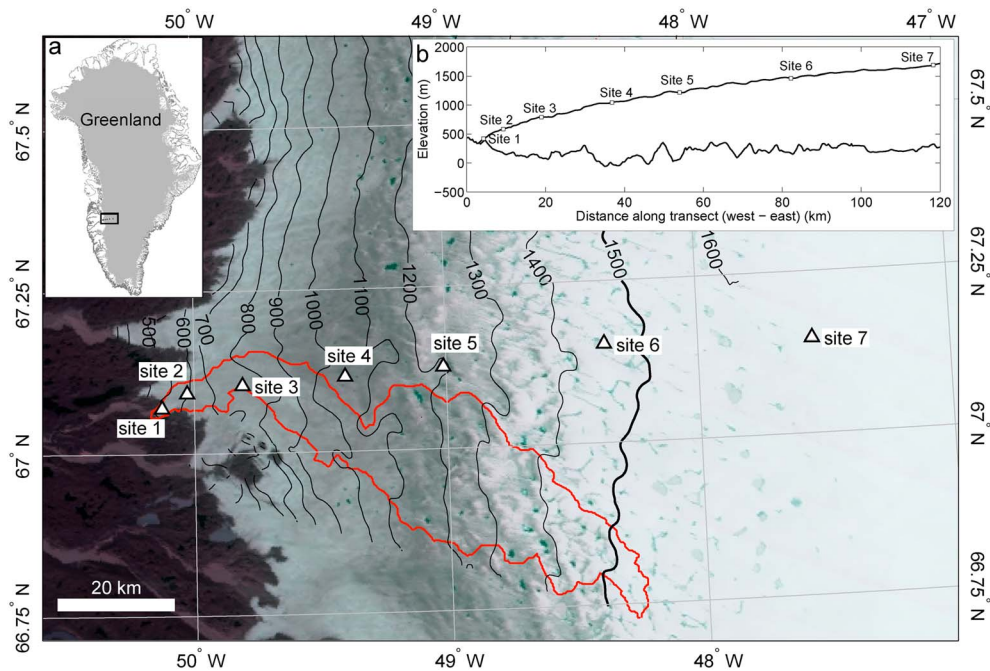 50° W
49° W
48° W
47° W
a
Greenland
b
2000
1500
1000
500
0
−500
Elevation (m)
Site 1
Site 2
Site 3
Site 4
Site 5
Site 6
Site 7
0
20
40
60
80
100
120
Distance along transect (west − east) (km)
67.5° N
67.25° N
67° N
66.75° N
67.5° N
67.25° N
67° N
66.75° N
500
600
700
800
900
1000
1100
1200
1300
1400
1500
1600
site 1
site 2
site 3
site 4
site 5
site 6
site 7
20 km
50° W
49° W
48° W